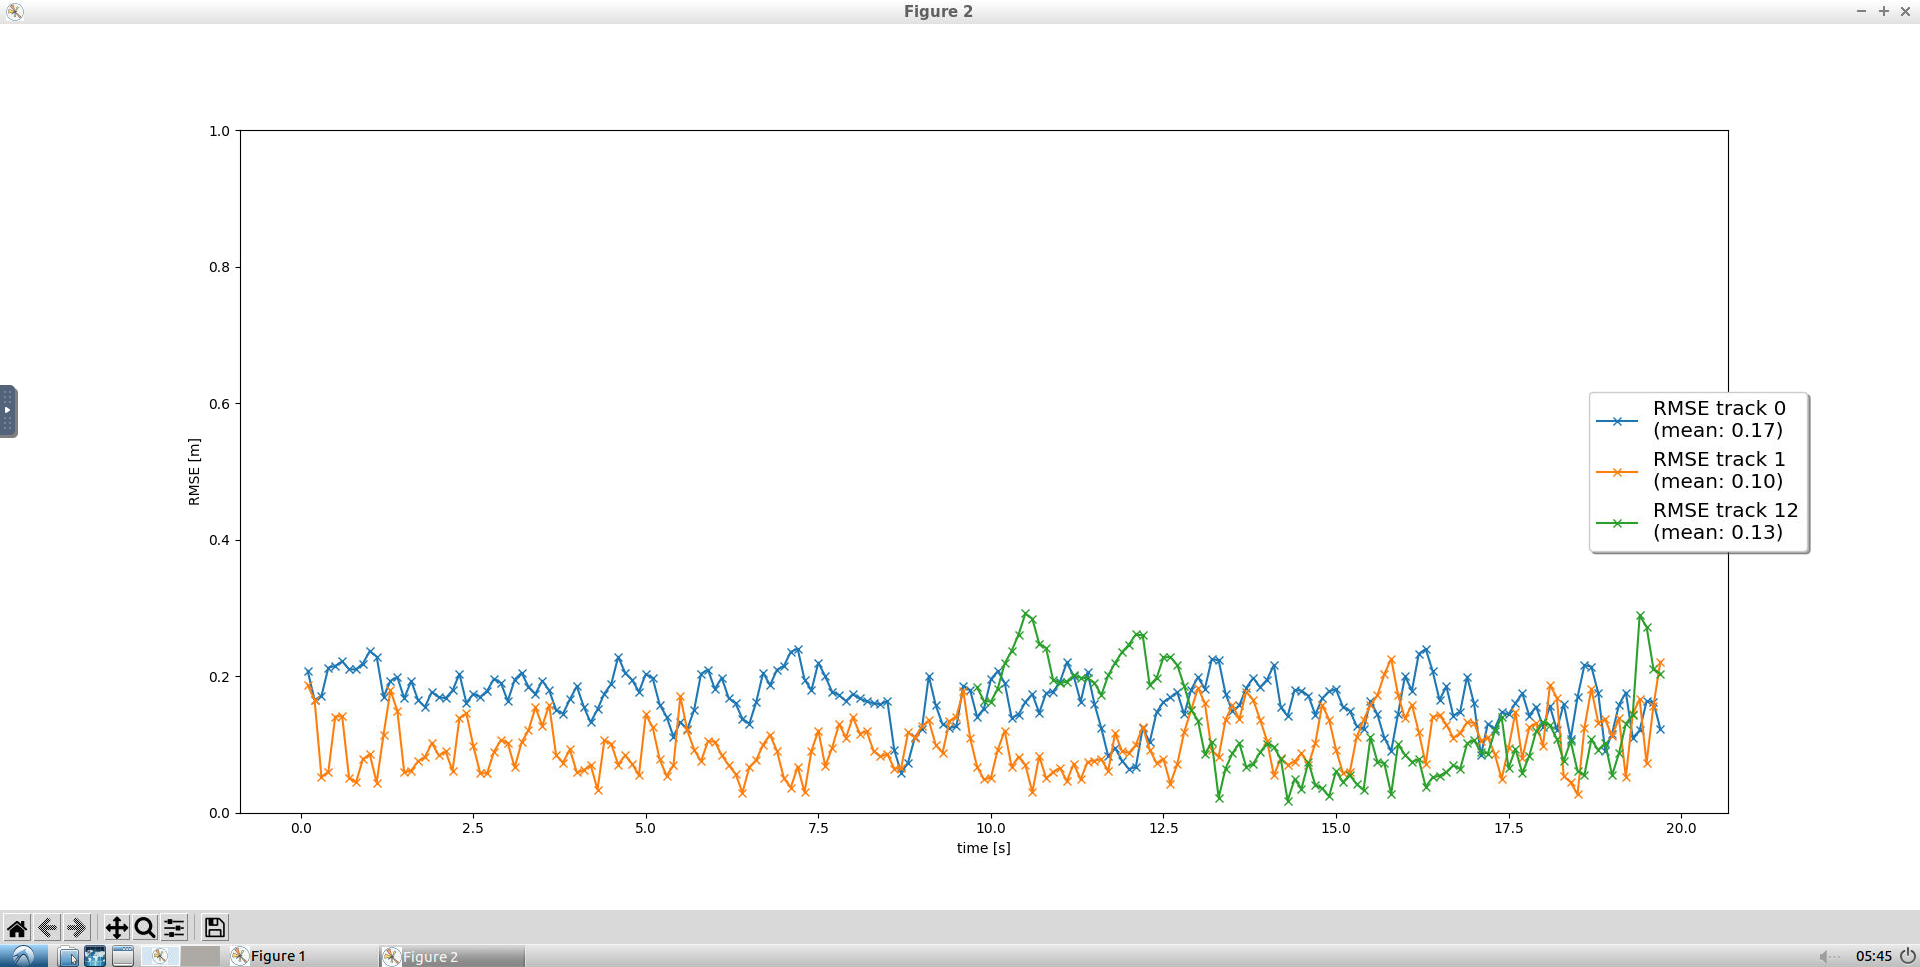 Figure 2
1.0
0.8
0.6
0.4
0.2
0.0
RMSE [m]
0.0 2.5 5.0 7.5 10.0 12.5 15.0 17.5 20.0
time [s]
RMSE track 0
(mean: 0.17)
RMSE track 1
(mean: 0.10)
RMSE track 12
(mean: 0.13)
Figure 1
Figure 2
05:45